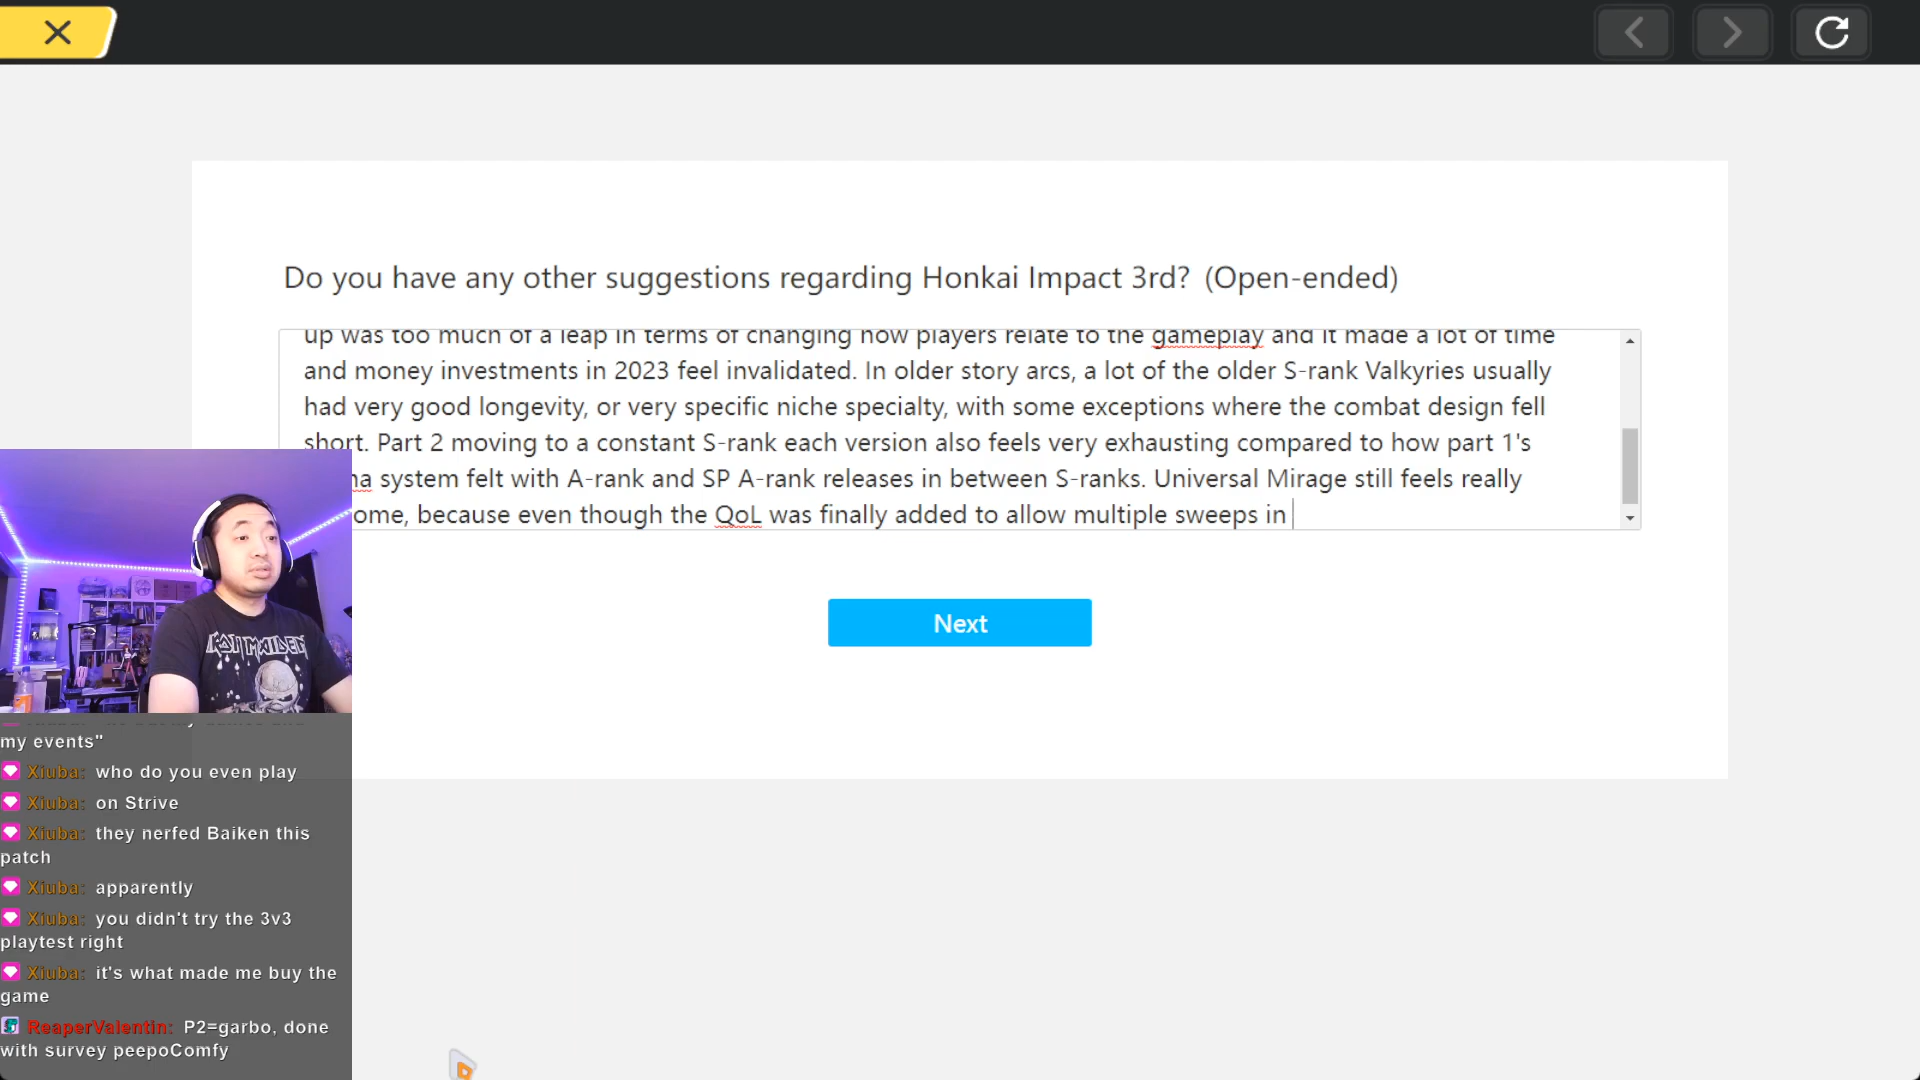 Do you have any other suggestions regarding Honkai Impact 3rd? (Open-ended)
up was too much of a leap in terms of changing how players relate to the gameplay and it made a lot of time
and money investments in 2023 feel invalidated. In older story arcs, a lot of the older S-rank Valkyries usually
had very good longevity, or very specific niche specialty, with some exceptions where the combat design fell
short. Part 2 moving to a constant S-rank each version also feels very exhausting compared to how part 1's
system felt with A-rank and SP A-rank releases in between S-ranks. Universal Mirage still feels really
ome, because even though the QoL was finally added to allow multiple sweeps in
Next
IRON MAIDEN
my events"
Xiuba: who do you even play
Xiuba: on Strive
Xiuba: they nerfed Baiken this
patch
Xiuba: apparently
Xiuba: you didn't try the 3v3
playtest right
Xiuba: it's what made me buy the
game
ReaperValentin: P2=garbo, done
with survey peepoComfy